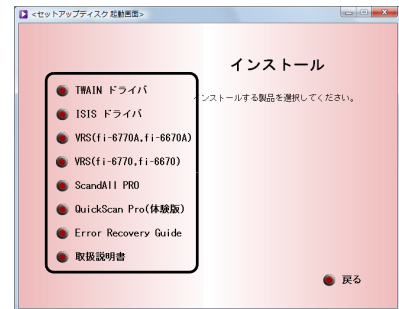 <セットアップディスク起動画面>
インストール
インストールする製品を選択してください。
TWAIN ドライバ
ISIS ドライバ
VRS(fi-6770A,fi-6670A)
VRS(fi-6770,fi-6670)
ScandAll PRO
QuickScan Pro(体験版)
Error Recovery Guide
取扱説明書
戻る